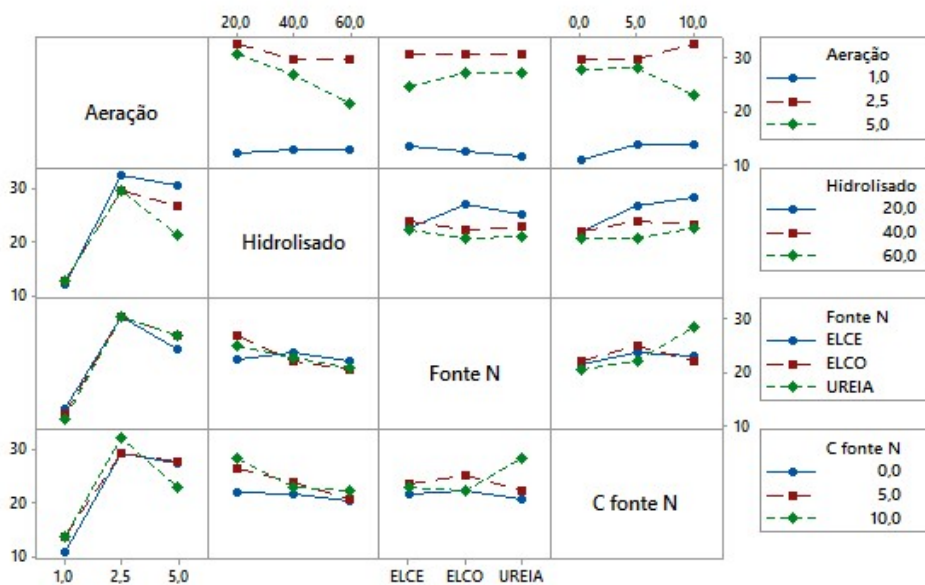 20,0 40,0 60,0 0,0 5,0 10,0
Aeração
30
20
10
Aeração
1,0
2,5
5,0
30
20
10
Hidrolisado
Hidrolisado
20,0
40,0
60,0
Fonte N
30
20
10
Fonte N
ELCE
ELCO
UREIA
30
20
10
C fonte N
C fonte N
0,0
5,0
10,0
1,0 2,5 5,0 ELCE ELCO UREIA